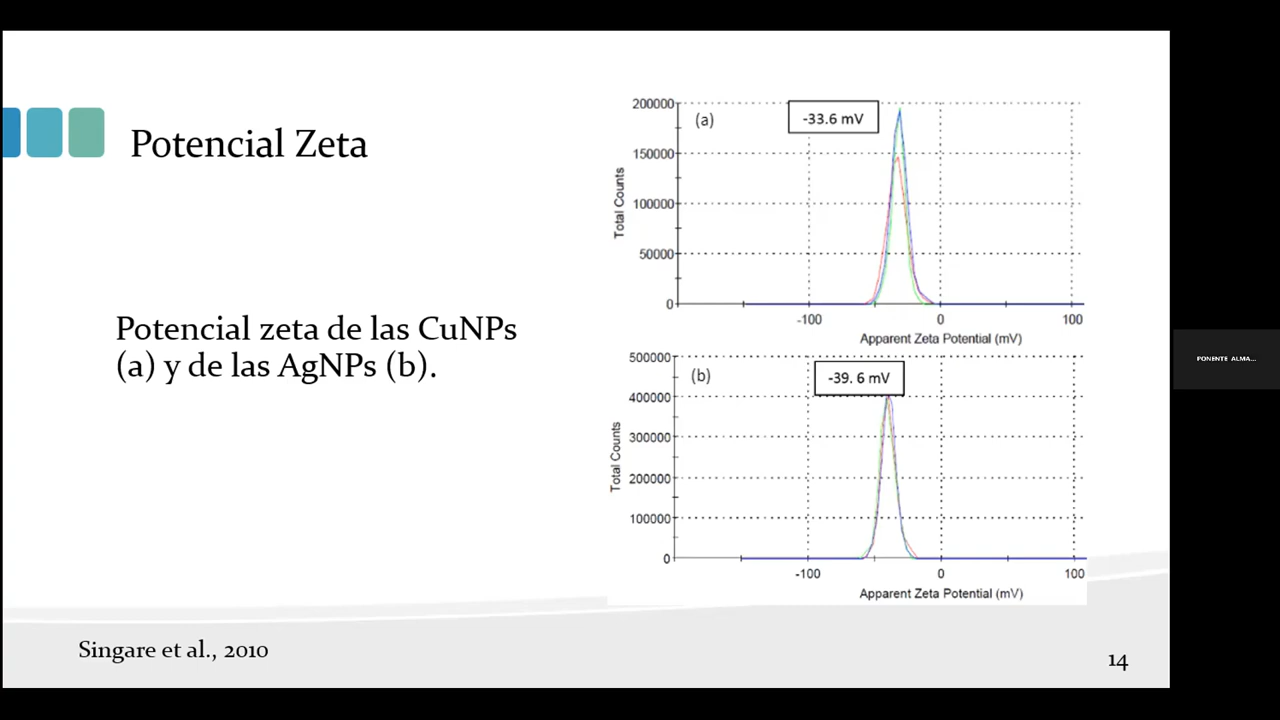 Potencial Zeta
Potencial zeta de las CuNPs
(a) y de las AgNPs (b).
(a)
-33.6 mV
200000
150000
100000
50000
0
Total Counts
-100
0
100
Apparent Zeta Potential (mV)
(b)
-39. 6 mV
500000
400000
300000
200000
100000
0
Total Counts
-100
0
100
Apparent Zeta Potential (mV)
Singare et al., 2010
14
PONENTE ALMA...